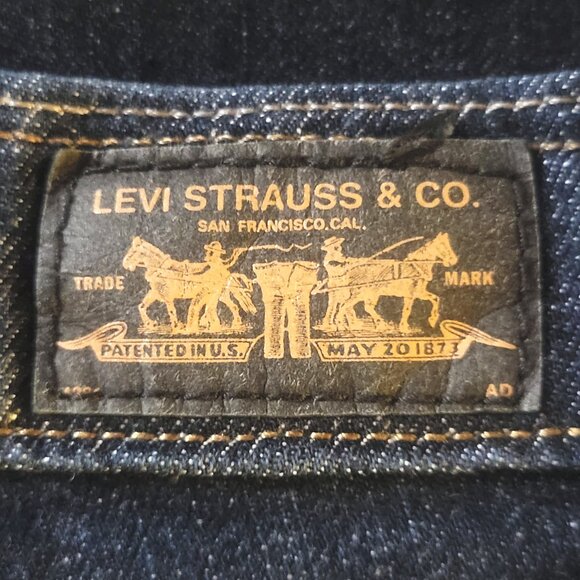 LEVI STRAUSS & CO.
SAN FRANCISCO, CAL.
TRADE MARK
PATENTED IN U.S. MAY 20 1873
AD